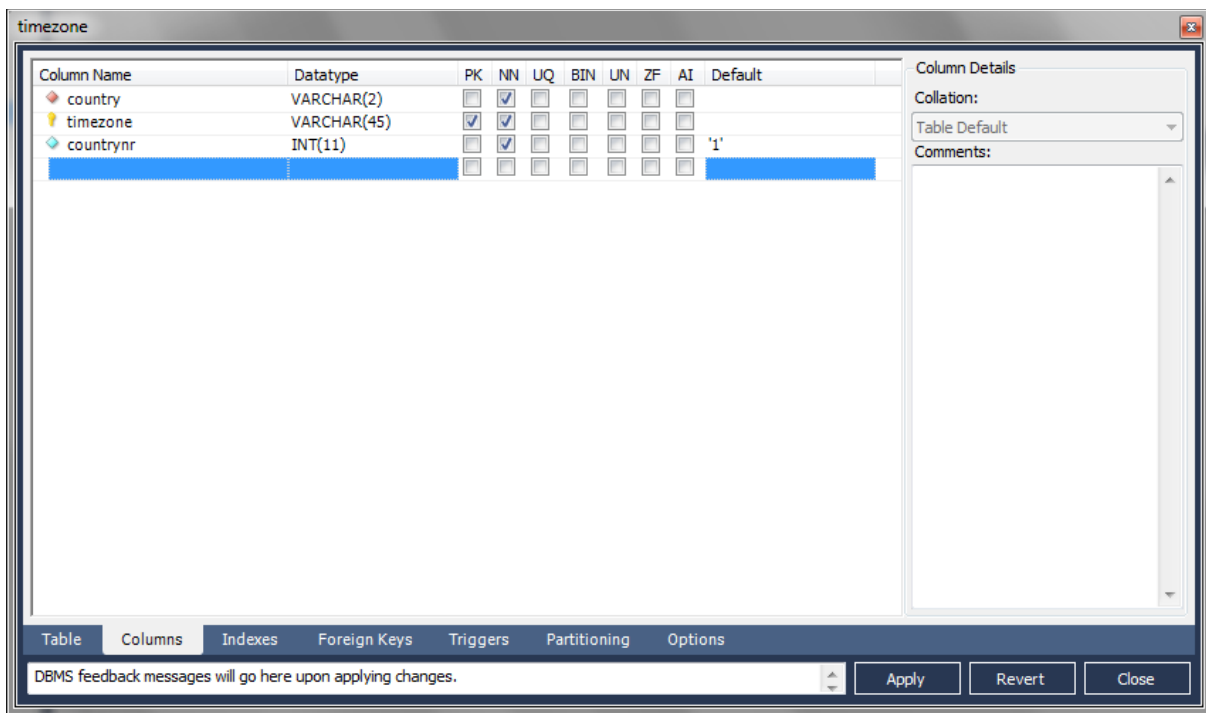 timezone
Column Name Datatype PK NN UQ BIN UN ZF AI Default
country VARCHAR(2)
timezone VARCHAR(45)
countrynr INT(11) '1'
Column Details
Collation:
Table Default
Comments:
Table Columns Indexes Foreign Keys Triggers Partitioning Options
DBMS feedback messages will go here upon applying changes.
Apply Revert Close